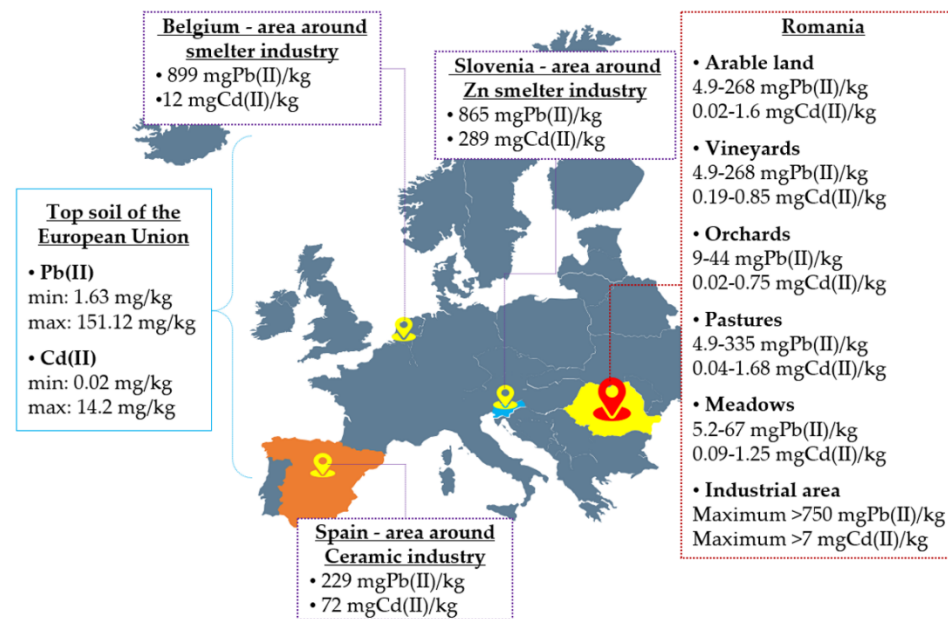 Belgium - area around
smelter industry
• 899 mgPb(II)/kg
•12 mgCd(II)/kg
Slovenia - area around
Zn smelter industry
• 865 mgPb(II)/kg
• 289 mgCd(II)/kg
Top soil of the
European Union
• Pb(II)
min: 1.63 mg/kg
max: 151.12 mg/kg
• Cd(II)
min: 0.02 mg/kg
max: 14.2 mg/kg
Spain - area around
Ceramic industry
• 229 mgPb(II)/kg
• 72 mgCd(II)/kg
Romania
• Arable land
4.9-268 mgPb(II)/kg
0.02-1.6 mgCd(II)/kg
• Vineyards
4.9-268 mgPb(II)/kg
0.19-0.85 mgCd(II)/kg
• Orchards
9-44 mgPb(II)/kg
0.02-0.75 mgCd(II)/kg
• Pastures
4.9-335 mgPb(II)/kg
0.04-1.68 mgCd(II)/kg
• Meadows
5.2-67 mgPb(II)/kg
0.09-1.25 mgCd(II)/kg
• Industrial area
Maximum >750 mgPb(II)/kg
Maximum >7 mgCd(II)/kg